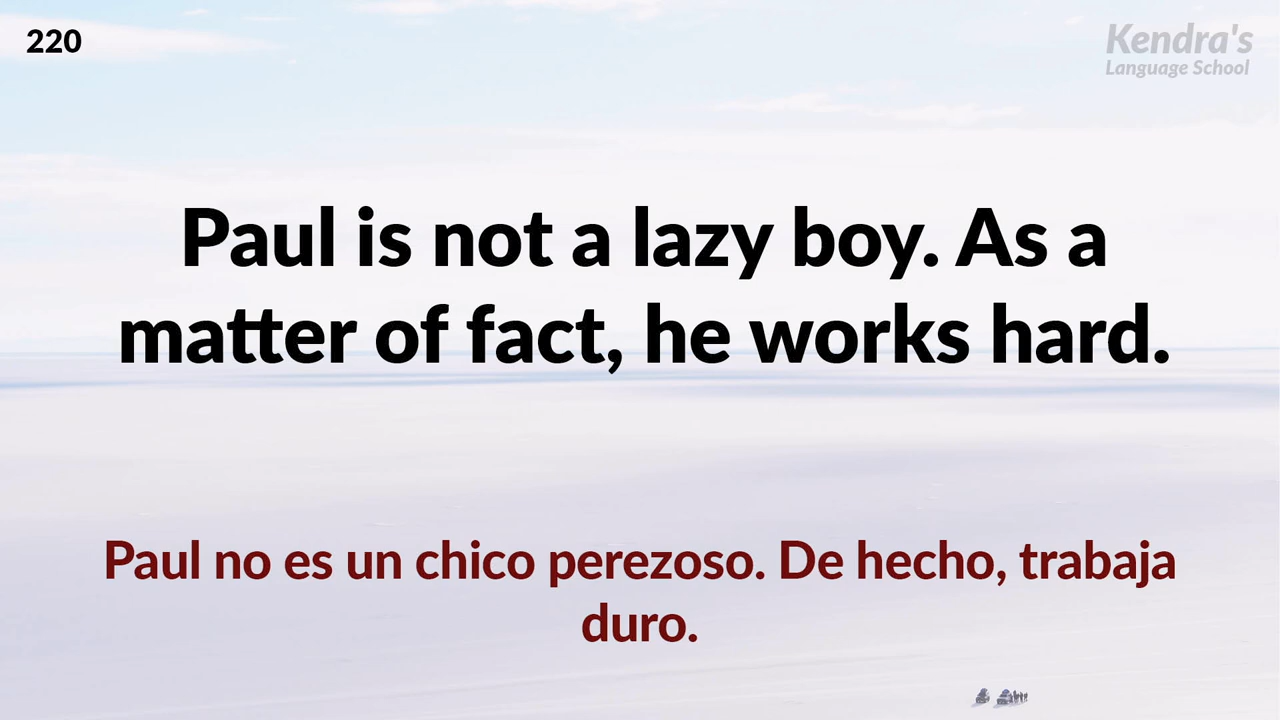 220
Kendra's
Language School
Paul is not a lazy boy. As a
matter of fact, he works hard.
Paul no es un chico perezoso. De hecho, trabaja
duro.